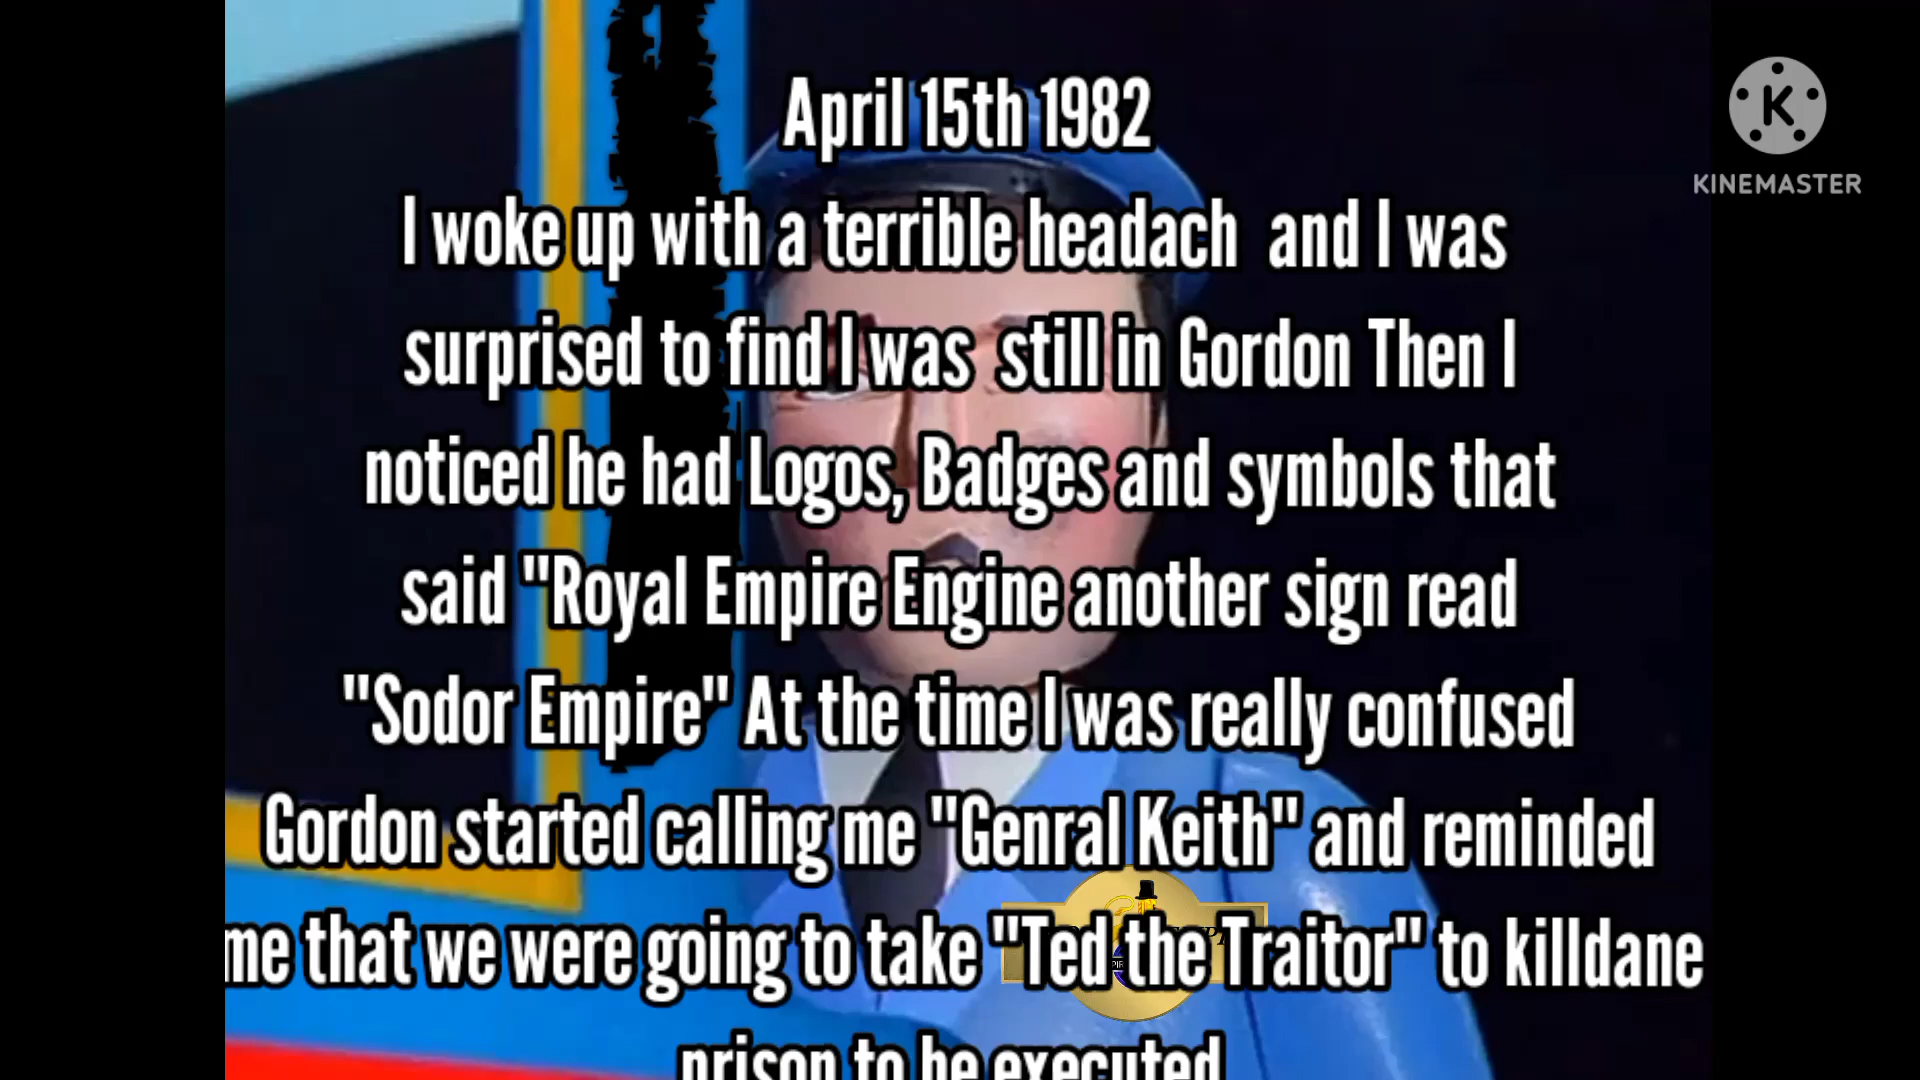 April 15th 1982
I woke up with a terrible headach and I was
surprised to find I was still in Gordon Then I
noticed he had Logos, Badges and symbols that
said "Royal Empire Engine another sign read
"Sodor Empire" At the time I was really confused
Gordon started calling me "Genral Keith" and reminded
me that we were going to take "Ted the Traitor" to killdane
prison to be executed
KINEMASTER